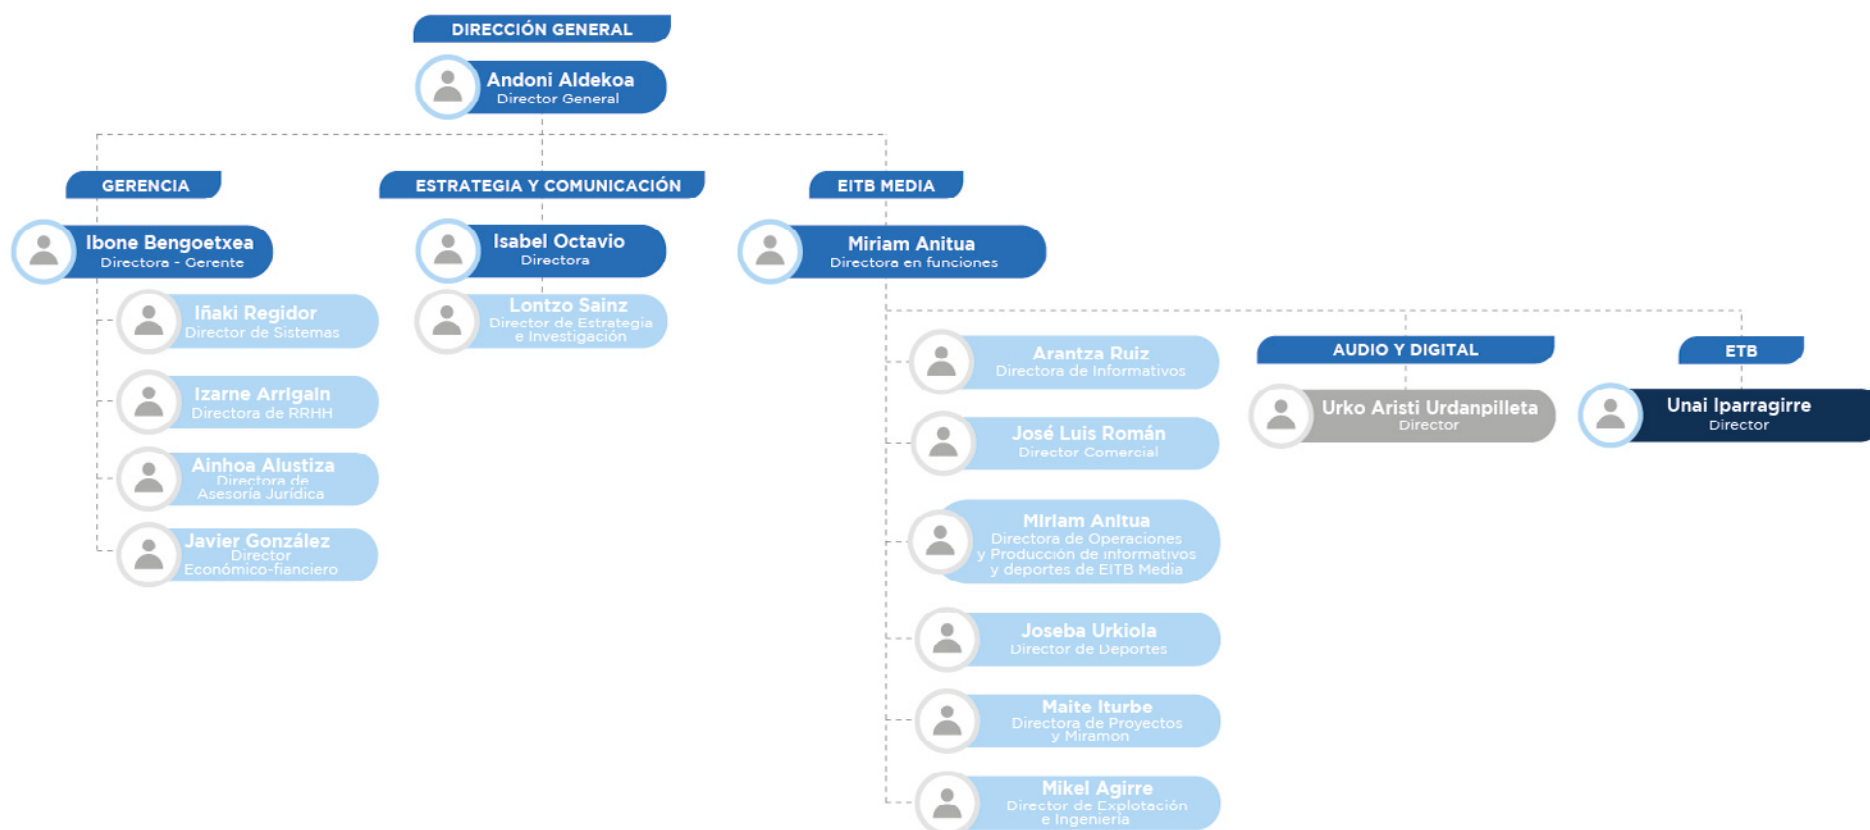 DIRECCIÓN GENERAL
Andoni Aldekoa
Director General
GERENCIA
Ibone Bengoetxea
Directora - Gerente
Iñaki Regidor
Director de Sistemas
Izarne Arrigain
Directora de RRHH
Ainhoa Alustiza
Directora de
Asesoría Jurídica
Javier González
Director
Económico-fianciero
ESTRATEGIA Y COMUNICACIÓN
Isabel Octavio
Directora
Lontzo Sainz
Director de Estrategia
e Investigación
EITB MEDIA
Miriam Anitua
Directora en funciones
Arantza Ruiz
Directora de Informativos
José Luis Román
Director Comercial
Miriam Anitua
Directora de Operaciones
y Producción de informativos
y deportes de EITB Media
Joseba Urkiola
Director de Deportes
Maite Iturbe
Directora de Proyectos
y Miramon
Mikel Agirre
Director de Explotación
e Ingeniería
AUDIO Y DIGITAL
Urko Aristi Urdanpilleta
Director
ETB
Unai Iparragirre
Director